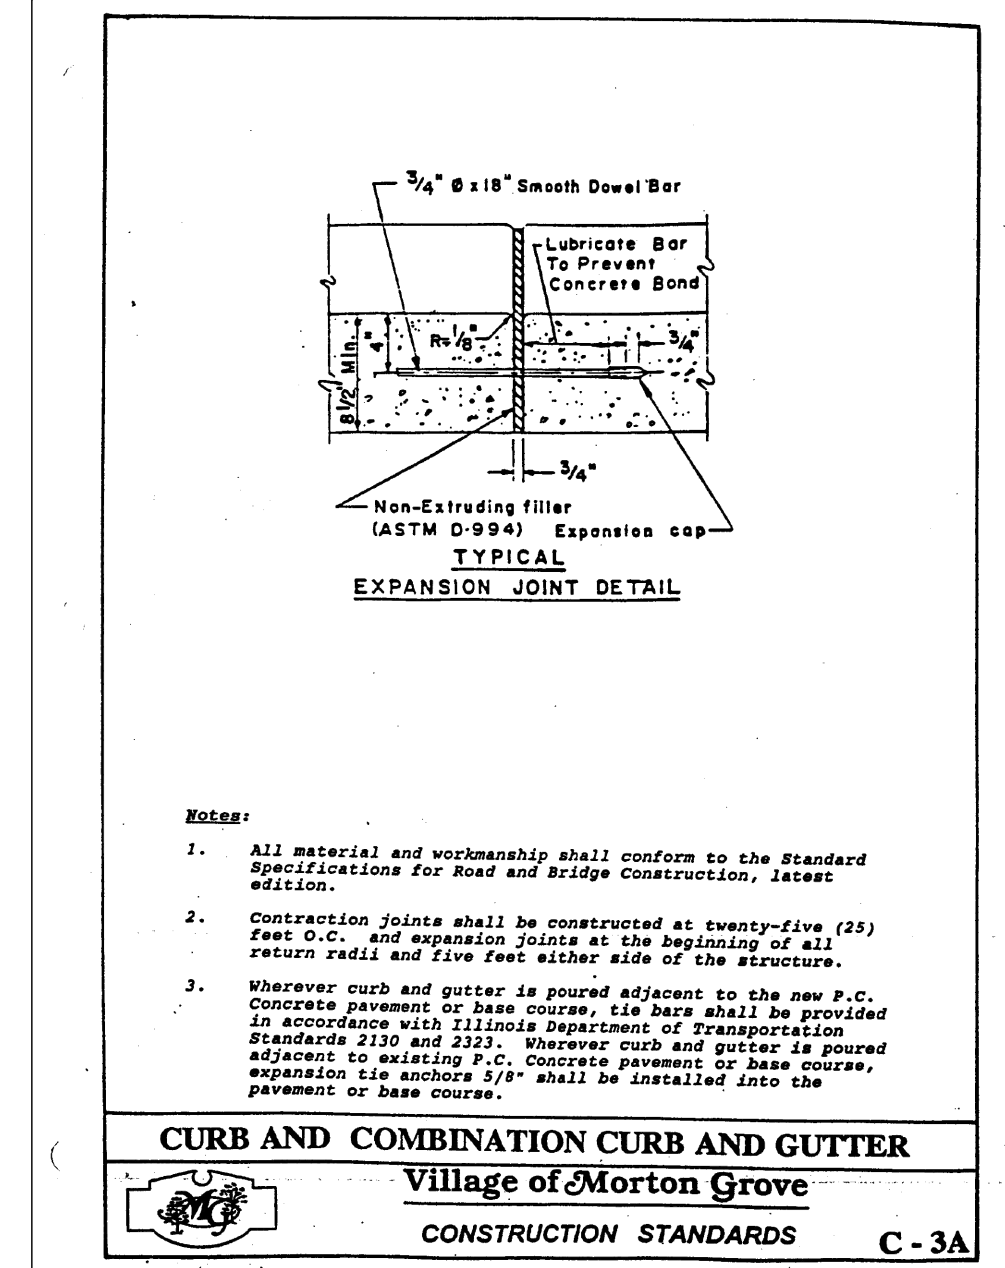 3/4" Ø x 18" Smooth Dowel Bar
Lubricate Bar
To Prevent
Concrete Bond
R=1/8"
3/4"
4"
8 1/2" Min.
3/4"
Non-Extruding filler
(ASTM D-994)
Expansion cap
TYPICAL
EXPANSION JOINT DETAIL
Notes:
1. All material and workmanship shall conform to the Standard
Specifications for Road and Bridge Construction, latest
edition.
2. Contraction joints shall be constructed at twenty-five (25)
feet O.C. and expansion joints at the beginning of all
return radii and five feet either side of the structure.
3. Wherever curb and gutter is poured adjacent to the new P.C.
Concrete pavement or base course, tie bars shall be provided
in accordance with Illinois Department of Transportation
Standards 2130 and 2323. Wherever curb and gutter is poured
adjacent to existing P.C. Concrete pavement or base course,
expansion tie anchors 5/8" shall be installed into the
pavement or base course.
CURB AND COMBINATION CURB AND GUTTER
MG
Village of Morton Grove
CONSTRUCTION STANDARDS
C - 3A